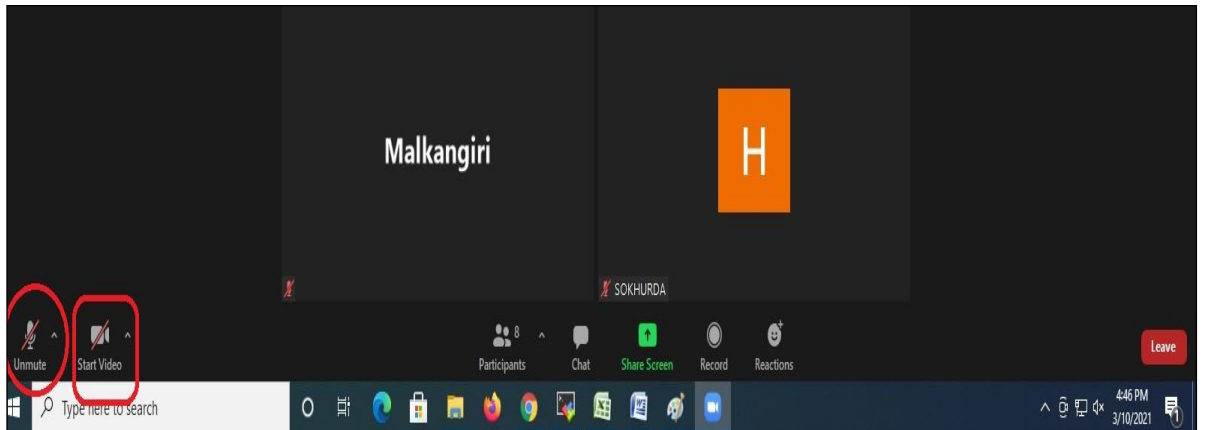 Malkangiri
H
SOKHURDA
Unmute
Start Video
8
Participants
Chat
Share Screen
Record
Reactions
Leave
Type here to search
4:46 PM
3/10/2021
1